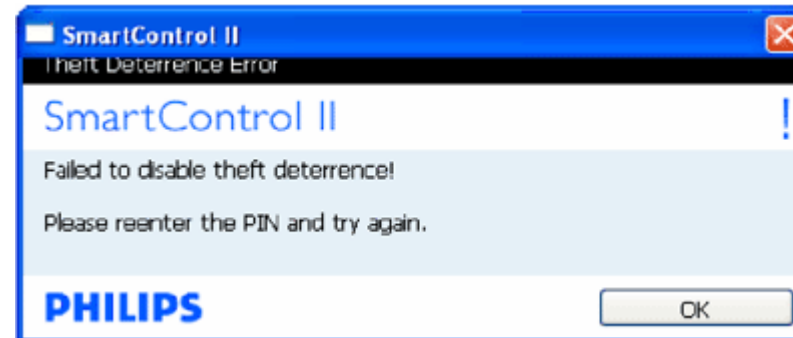 SmartControl II
Theft Deterrence Error
SmartControl II !
Failed to disable theft deterrence!
Please reenter the PIN and try again.
PHILIPS
OK